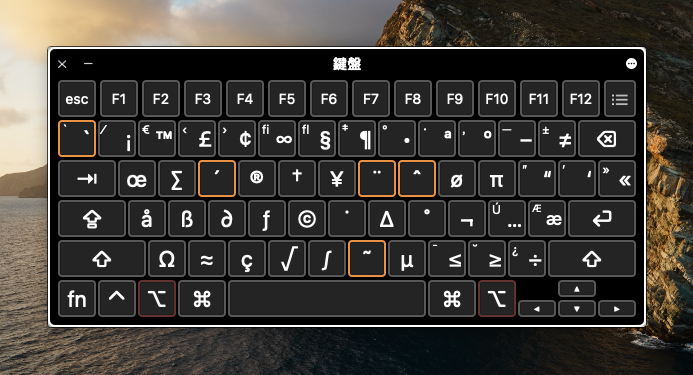 鍵盤
esc F1 F2 F3 F4 F5 F6 F7 F8 F9 F10 F11 F12
` ` ⁄ ¡ € ™ ‹ £ › ¢ ﬁ ∞ ﬂ § ‡ ¶ ° • · ª ‚ º — – ± ≠
œ ∑ ´ ® † ¥ ¨ ˆ ø π ” “ ’ ‘ » «
å ß ∂ ƒ © ˙ ∆ ˚ ¬ Ú … Æ æ
Ω ≈ ç √ ∫ ˜ µ ¯ ≤ ˘ ≥ ¿ ÷
fn ⌃ ⌥ ⌘ ⌘ ⌥